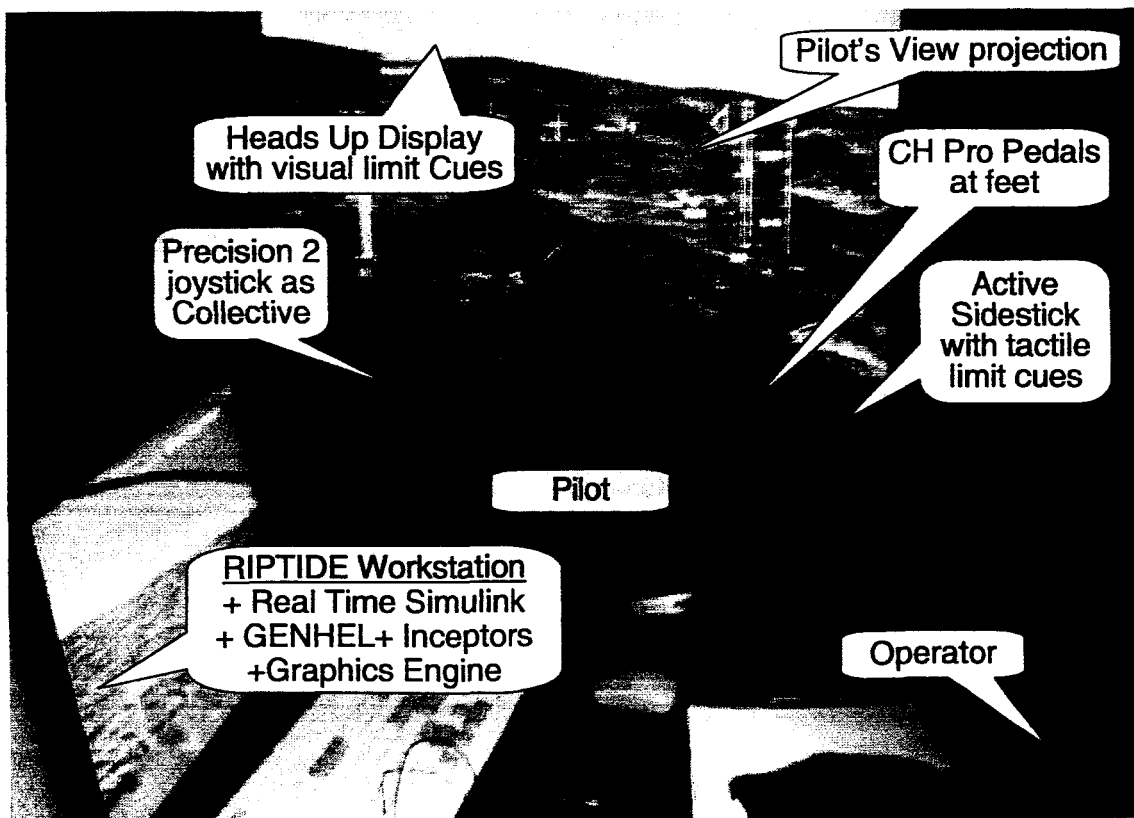 Pilot's View projection
Heads Up Display
with visual limit Cues
CH Pro Pedals
at feet
Precision 2
joystick as
Collective
Active
Sidestick
with tactile
limit cues
Pilot
RIPTIDE Workstation
+ Real Time Simulink
+ GENHEL+ Inceptors
+Graphics Engine
Operator